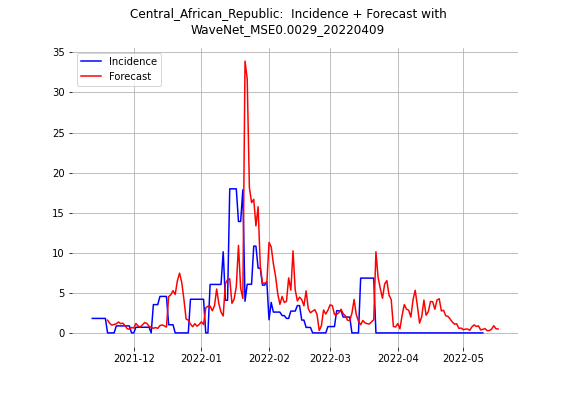 Central_African_Republic:  Incidence + Forecast with
WaveNet_MSE0.0029_20220409
Incidence
Forecast
35
30
25
20
15
10
5
0
2021-12 2022-01 2022-02 2022-03 2022-04 2022-05